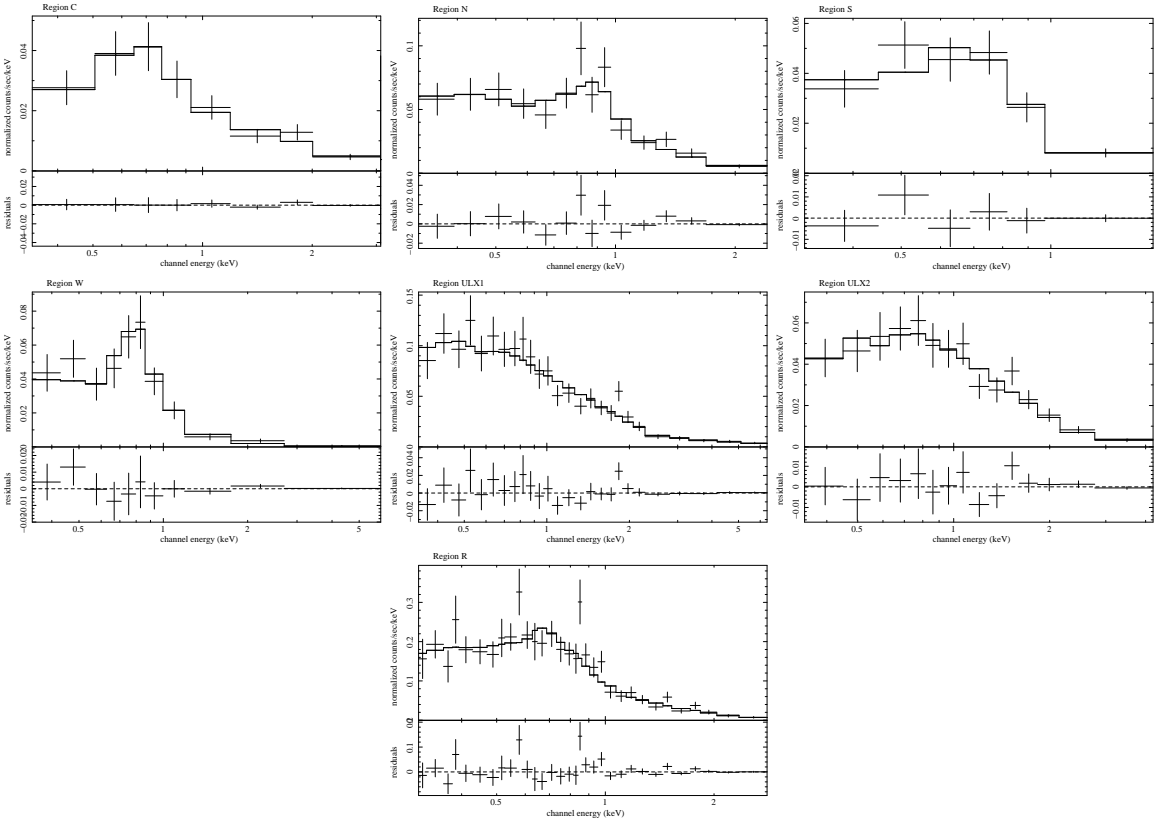 Region C
normalized counts/sec/keV
0 0.02 0.04
residuals
−0.04 −0.02 0 0.02
0.5 1 2
channel energy (keV)
Region N
normalized counts/sec/keV
0 0.05 0.1
residuals
−0.02 0 0.02 0.04
0.5 1 2
channel energy (keV)
Region S
normalized counts/sec/keV
0.02 0.04 0.06
residuals
−0.01 0 0.01
0.5 1
channel energy (keV)
Region W
normalized counts/sec/keV
0 0.02 0.04 0.06 0.08
residuals
0 0.01
0.5 1 2 5
channel energy (keV)
Region ULX1
normalized counts/sec/keV
0 0.05 0.1 0.15
residuals
−0.02 0 0.02 0.04
0.5 1 2 5
channel energy (keV)
Region ULX2
normalized counts/sec/keV
0 0.02 0.04 0.06
residuals
−0.01 0 0.01
0.5 1 2
channel energy (keV)
Region R
normalized counts/sec/keV
0.1 0.2 0.3
residuals
0 0.1
0.5 1 2
channel energy (keV)